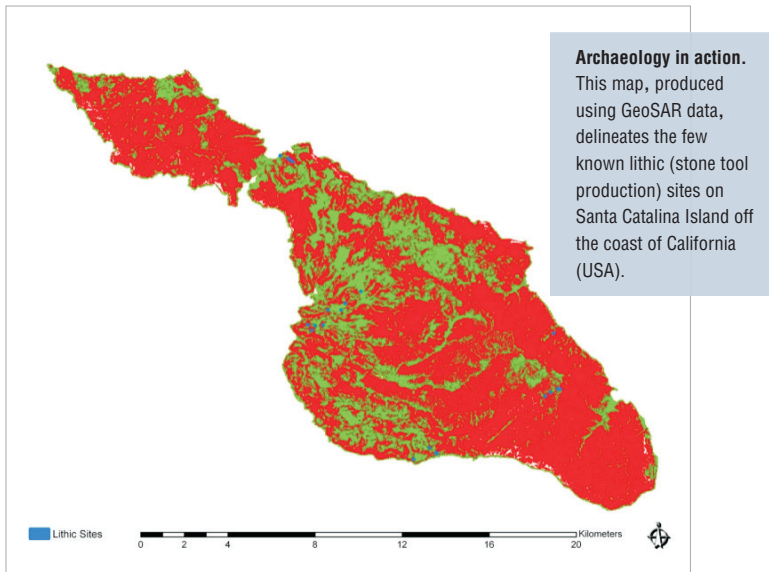 Archaeology in action.
This map, produced
using GeoSAR data,
delineates the few
known lithic (stone tool
production) sites on
Santa Catalina Island off
the coast of California
(USA).
Lithic Sites
Kilometers
0 2 4 8 12 16 20